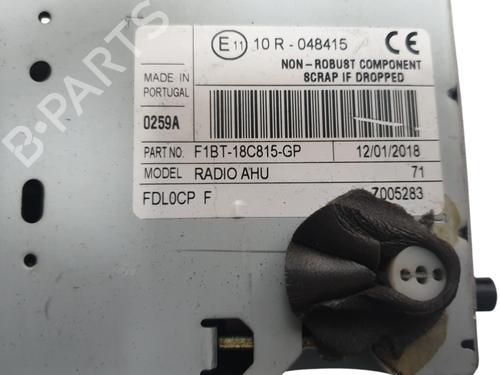 E11 10 R - 048415 CE
NON - ROBUST COMPONENT
SCRAP IF DROPPED
MADE IN
PORTUGAL
0259A
PART NO. F1BT-18C815-GP 12/01/2018
MODEL RADIO AHU 71
FDL0CP F 7005283
B-PARTS